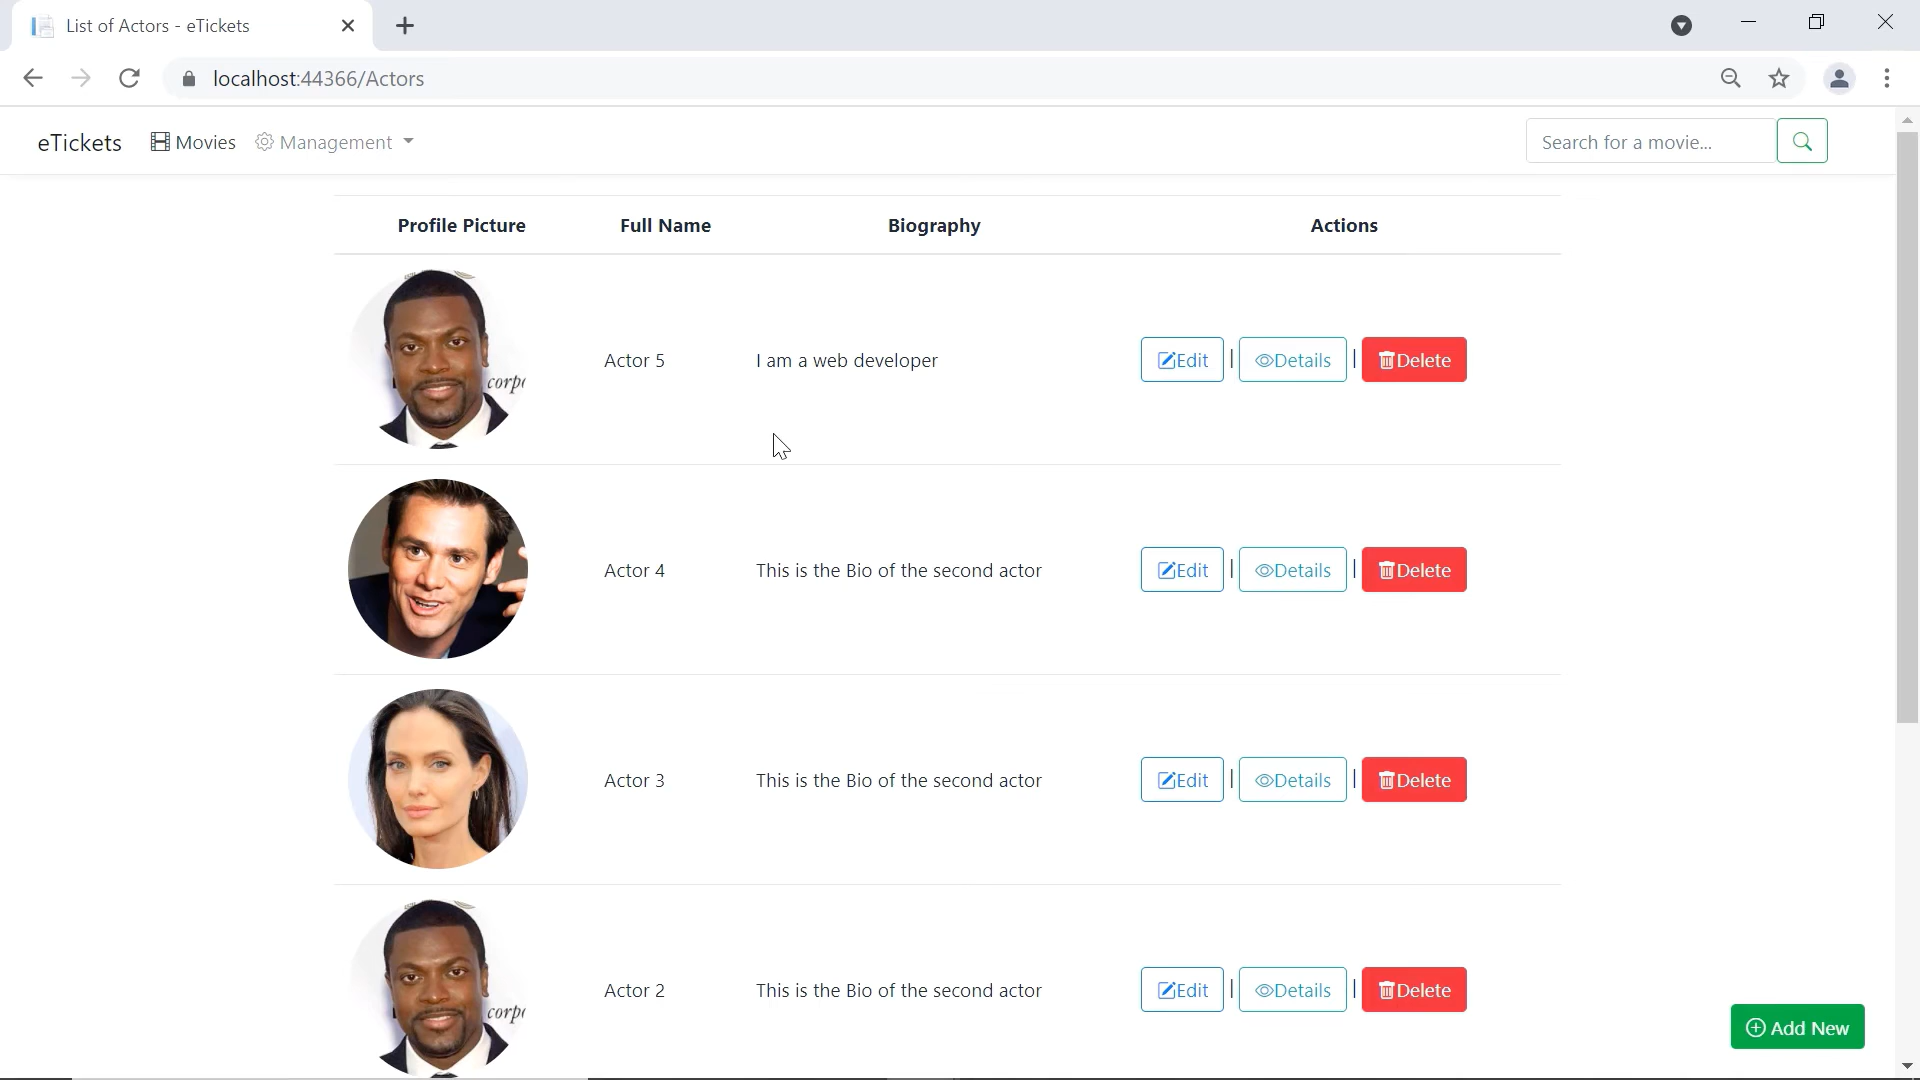 List of Actors - eTickets
localhost:44366/Actors
eTickets Movies Management Search for a movie...
Profile Picture Full Name Biography Actions
corp
Actor 5 I am a web developer Edit | Details | Delete
Actor 4 This is the Bio of the second actor Edit | Details | Delete
Actor 3 This is the Bio of the second actor Edit | Details | Delete
corp
Actor 2 This is the Bio of the second actor Edit | Details | Delete
Add New